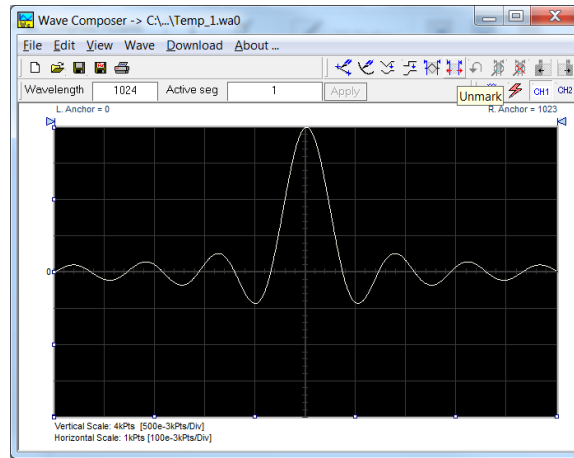 Wave Composer -> C:\...\Temp_1.wa0
File Edit View Wave Download About ...
Wavelength 1024 Active seg 1 Apply
Unmark
CH1 CH2
L. Anchor = 0 R. Anchor = 1023
0
Vertical Scale: 4kPts [500e-3kPts/Div]
Horizontal Scale: 1kPts [100e-3kPts/Div]